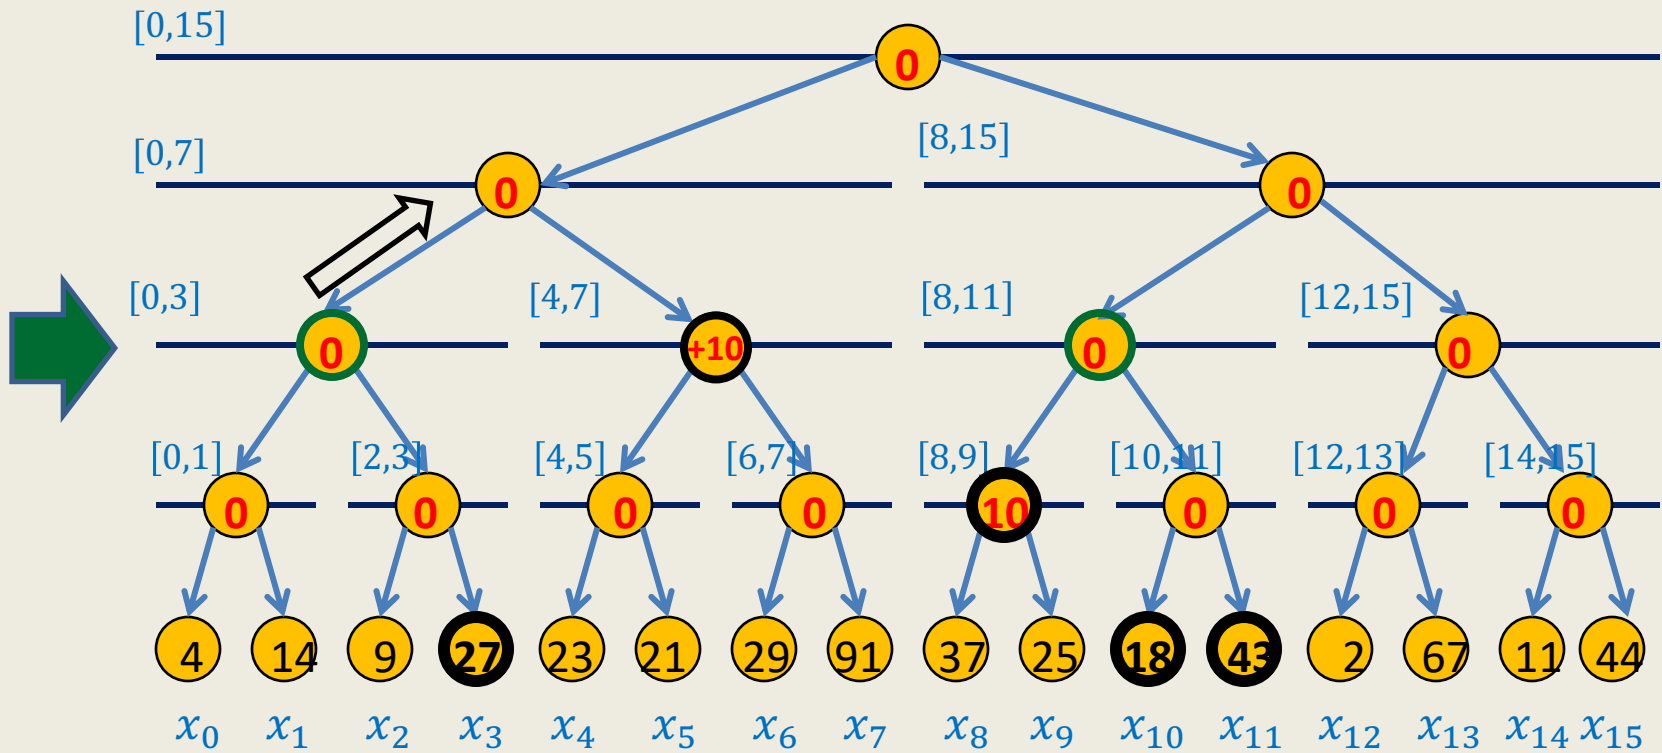 [0,15]
0
[0,7]
[8,15]
0 0
[0,3] [4,7] [8,11] [12,15]
0 +10 0 0
[0,1] [2,3] [4,5] [6,7] [8,9] [10,11] [12,13] [14,15]
0 0 0 0 10 0 0 0
4 14 9 27 23 21 29 91 37 25 18 43 2 67 11 44
x₀ x₁ x₂ x₃ x₄ x₅ x₆ x₇ x₈ x₉ x₁₀ x₁₁ x₁₂ x₁₃ x₁₄ x₁₅